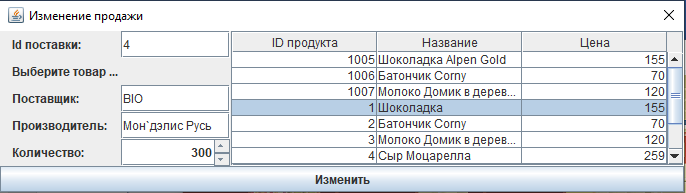 Изменение продажи
Id поставки: 4
Выберите товар ...
Поставщик: BIO
Производитель: Мон`дэлис Русь
Количество: 300
ID продукта Название Цена
1005 Шоколадка Alpen Gold 155
1006 Батончик Corny 70
1007 Молоко Домик в дерев... 120
1 Шоколадка 155
2 Батончик Corny 70
3 Молоко Домик в дерев... 120
4 Сыр Моцарелла 259
Изменить